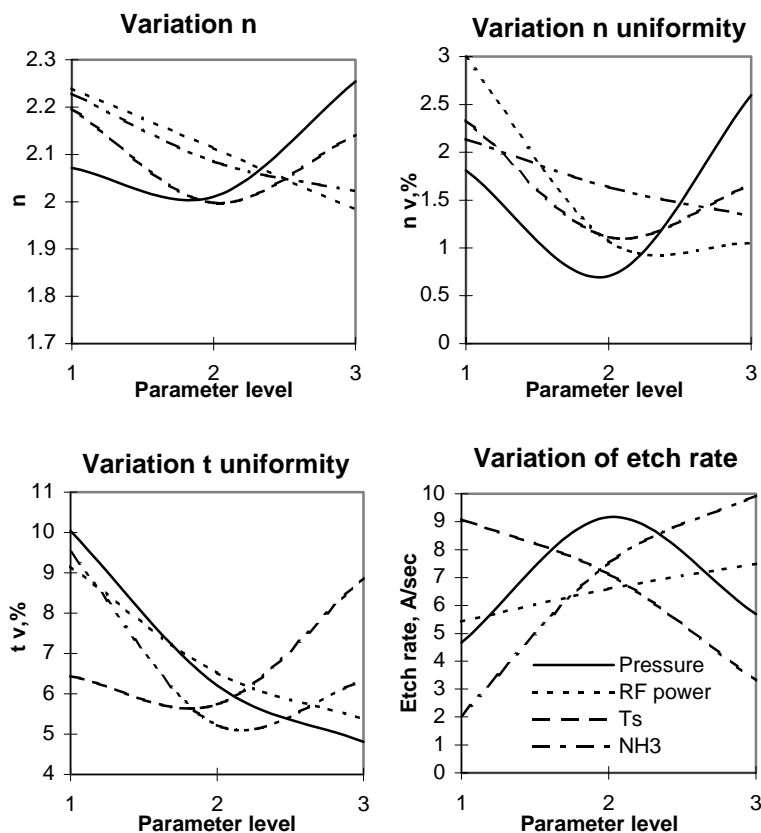 Variation n
2.3
2.2
2.1
2
1.9
1.8
1.7
n
1 2 3
Parameter level
Variation n uniformity
3
2.5
2
1.5
1
0.5
0
n v,%
1 2 3
Parameter level
Variation t uniformity
11
10
9
8
7
6
5
4
t v,%
1 2 3
Parameter level
Variation of etch rate
10
9
8
7
6
5
4
3
2
1
0
Etch rate, A/sec
Pressure
RF power
Ts
NH3
1 2 3
Parameter level